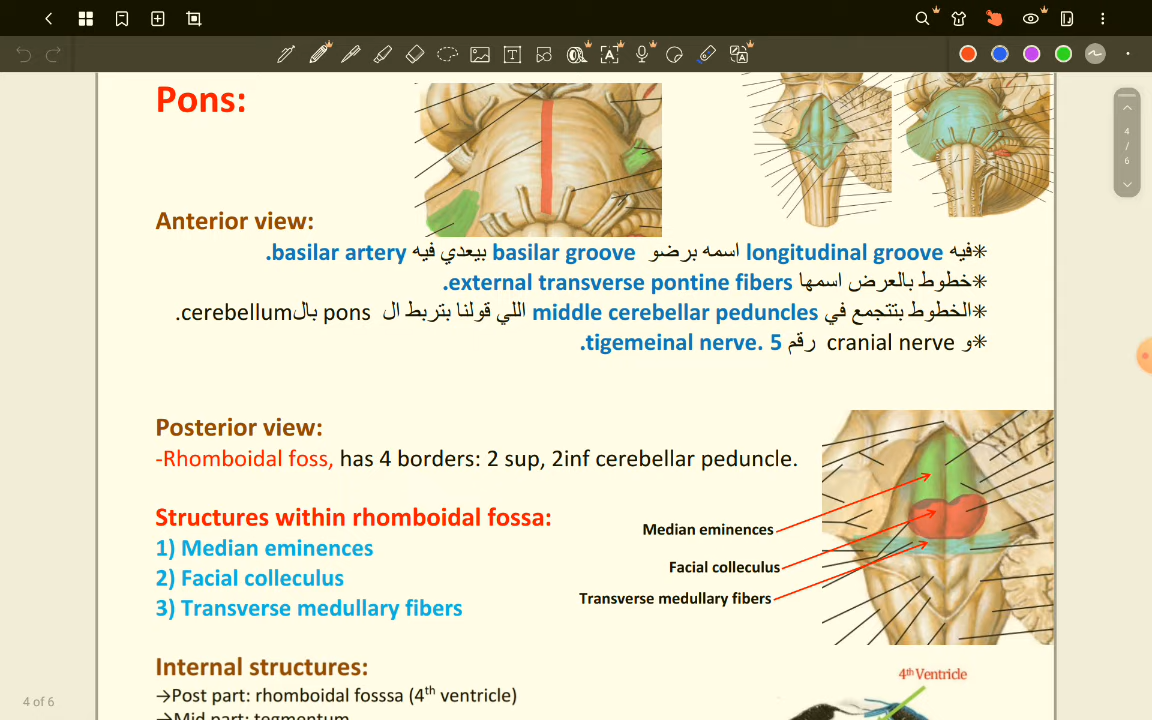 Pons:
Anterior view:
✳فيه longitudinal groove اسمه برضو basilar groove بيعدي فيه basilar artery.
✳خطوط بالعرض اسمها external transverse pontine fibers.
✳الخطوط بتتجمع في middle cerebellar peduncles اللي قولنا بتربط ال pons بالcerebellum.
✳و cranial nerve رقم 5 .tigemeinal nerve.
Posterior view:
-Rhomboidal foss, has 4 borders: 2 sup, 2inf cerebellar peduncle.
Structures within rhomboidal fossa:
1) Median eminences
2) Facial colleculus
3) Transverse medullary fibers
Median eminences
Facial colleculus
Transverse medullary fibers
Internal structures:
→Post part: rhomboidal fosssa (4th ventricle)
→Mid part: tegmentum
4th Ventricle
4
/
6
4 of 6